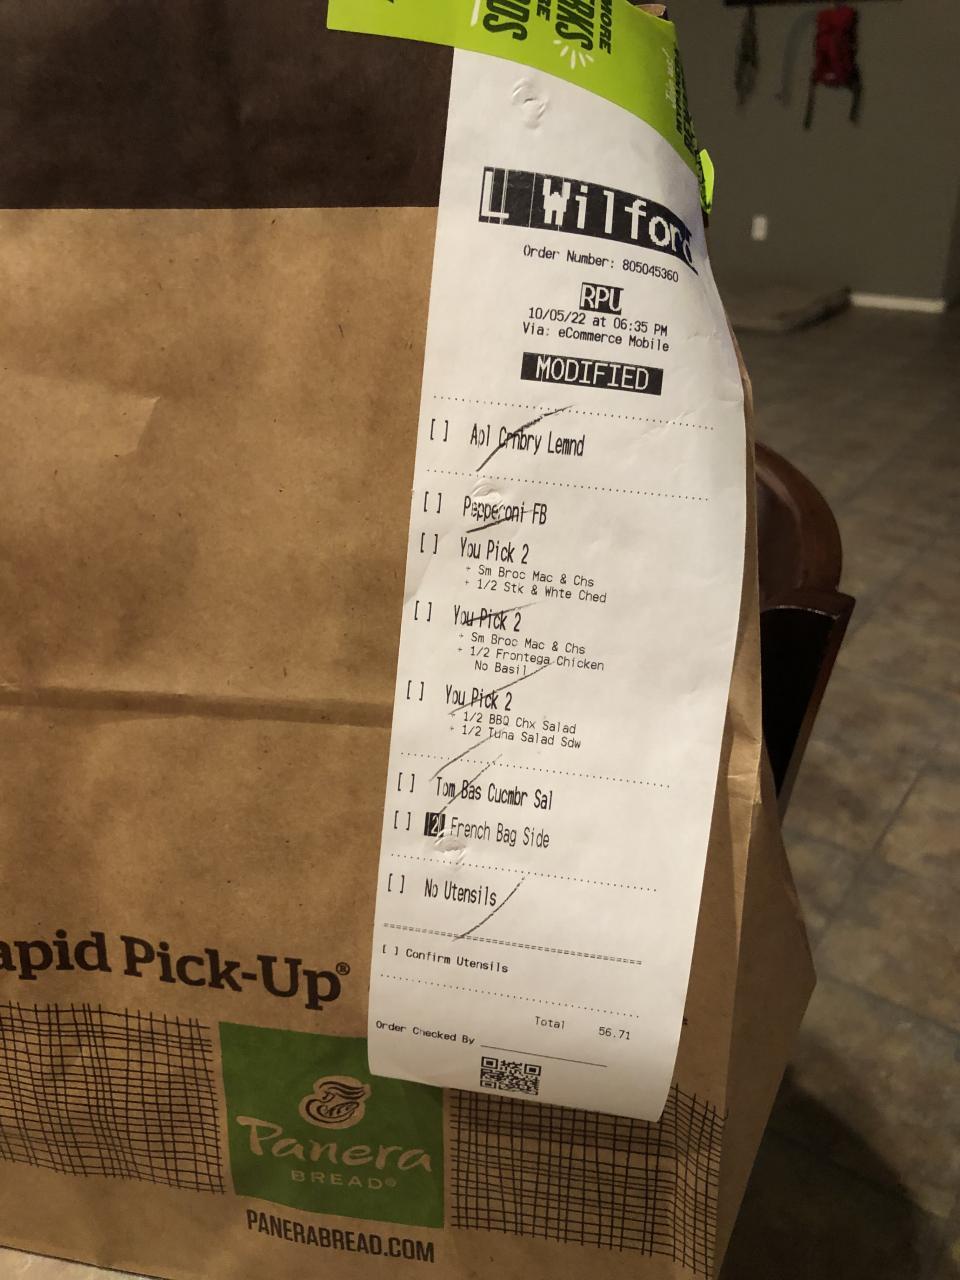 MORE
L Wilford
Order Number: 805045360
RPU
10/05/22 at 06:35 PM
Via: eCommerce Mobile
MODIFIED
[ ] Apl Crnbry Lemnd
[ ] Pepperoni FB
[ ] You Pick 2
+ Sm Broc Mac & Chs
+ 1/2 Stk & Whte Ched
[ ] You Pick 2
+ Sm Broc Mac & Chs
+ 1/2 Frontega Chicken
No Basil
[ ] You Pick 2
+ 1/2 BBQ Chx Salad
+ 1/2 Tuna Salad Sdw
[ ] Tom Bas Cucmbr Sal
[ ] 2 French Bag Side
[ ] No Utensils
[ ] Confirm Utensils
Total 56.71
Order Checked By
apid Pick-Up®
Panera
BREAD®
PANERABREAD.COM